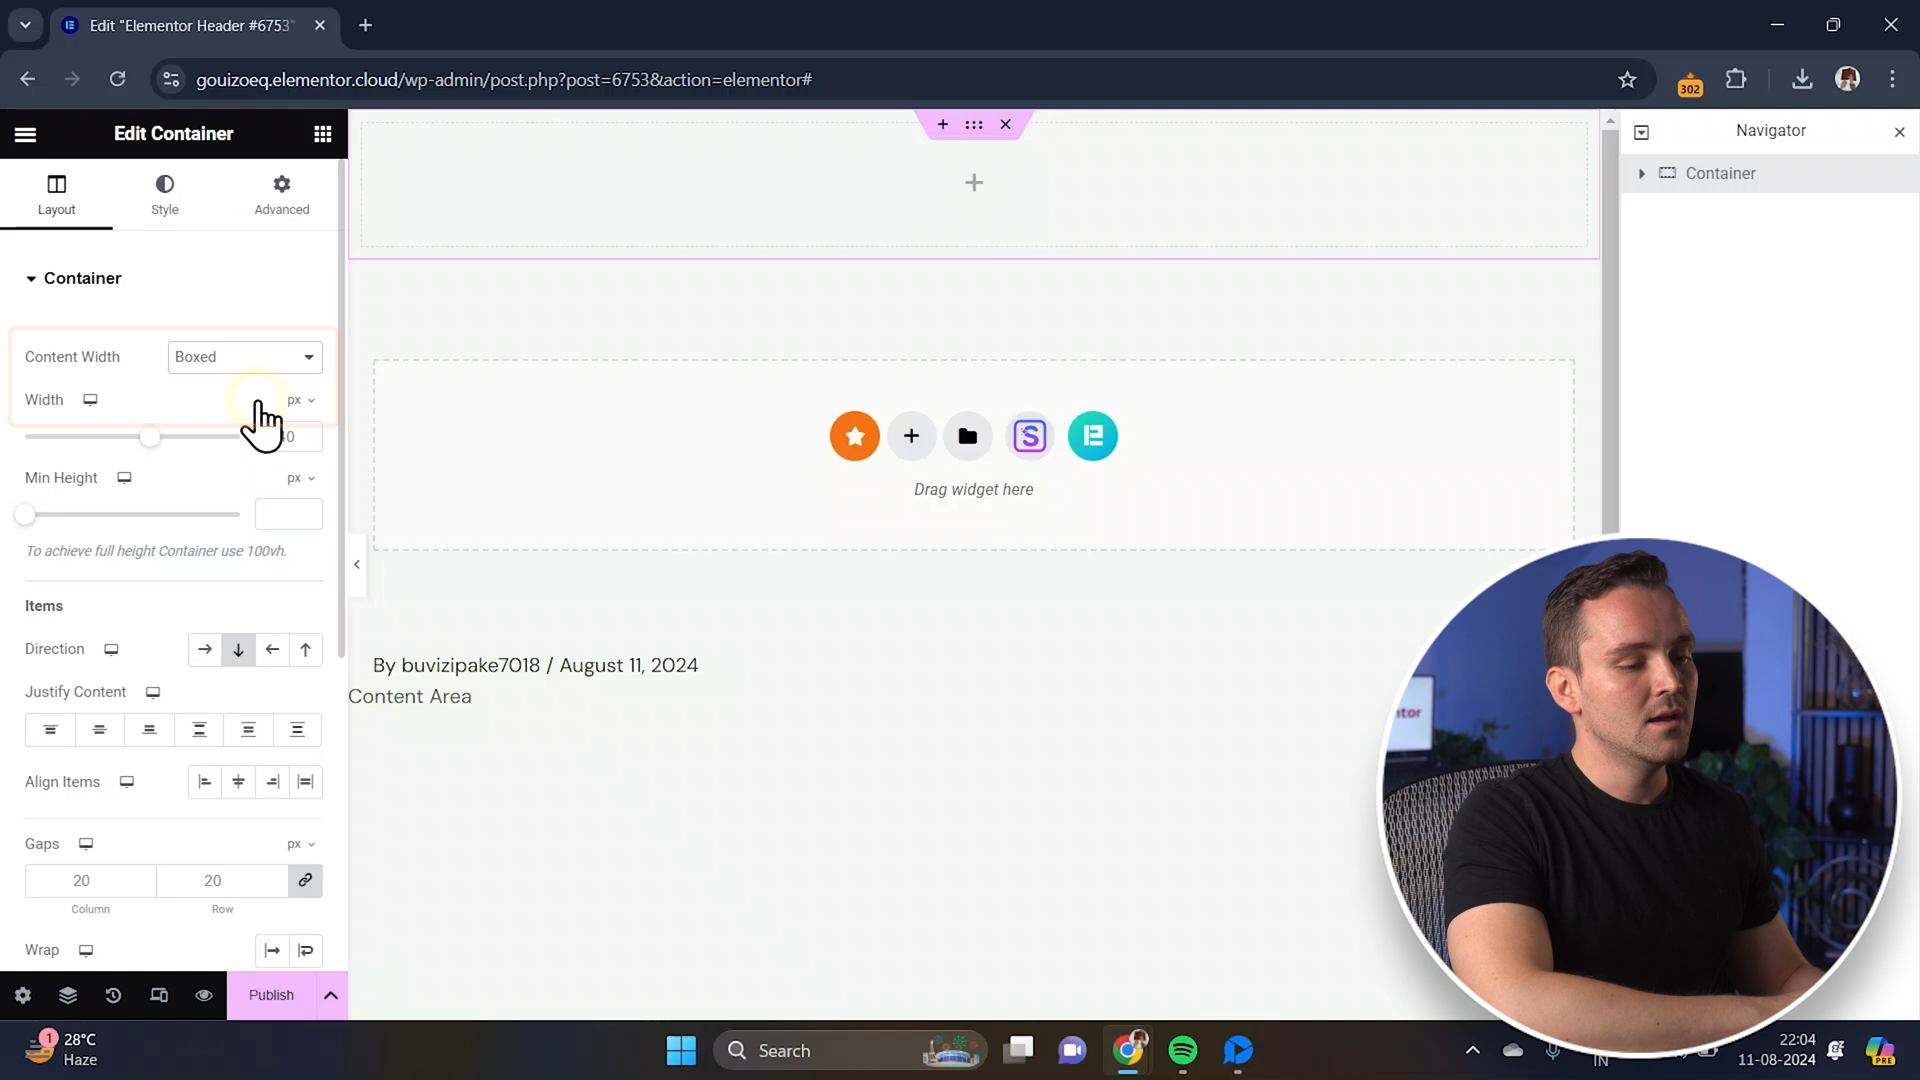 Edit "Elementor Header #6753"
gouizoeq.elementor.cloud/wp-admin/post.php?post=6753&action=elementor#
302
Edit Container
Navigator
Container
Layout
Style
Advanced
Container
Content Width
Boxed
Width
px
Min Height
px
To achieve full height Container use 100vh.
Drag widget here
Items
Direction
By buvizipake7018 / August 11, 2024
Content Area
Justify Content
Align Items
Gaps
px
20
20
Column
Row
Wrap
Publish
1
28°C
Haze
Search
22:04
11-08-2024
IN
PRE